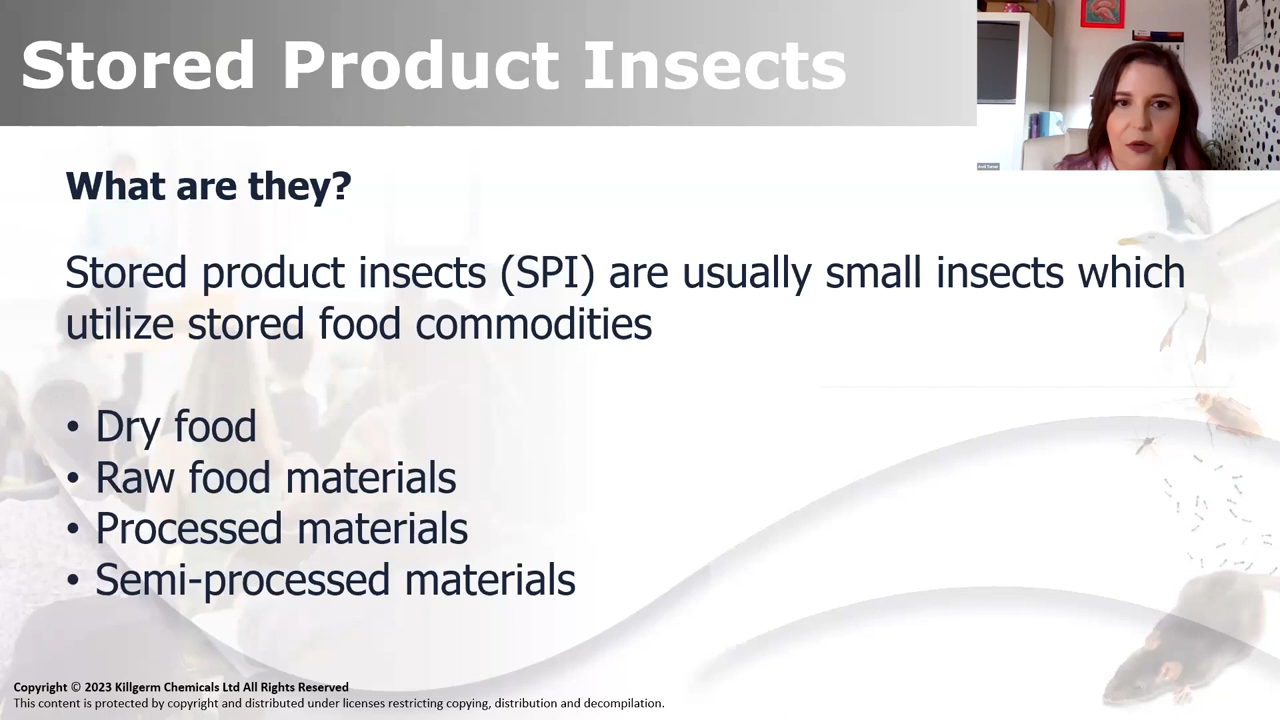 Stored Product Insects
What are they?
Stored product insects (SPI) are usually small insects which
utilize stored food commodities
• Dry food
• Raw food materials
• Processed materials
• Semi-processed materials
Copyright © 2023 Killgerm Chemicals Ltd All Rights Reserved
This content is protected by copyright and distributed under licenses restricting copying, distribution and decompilation.